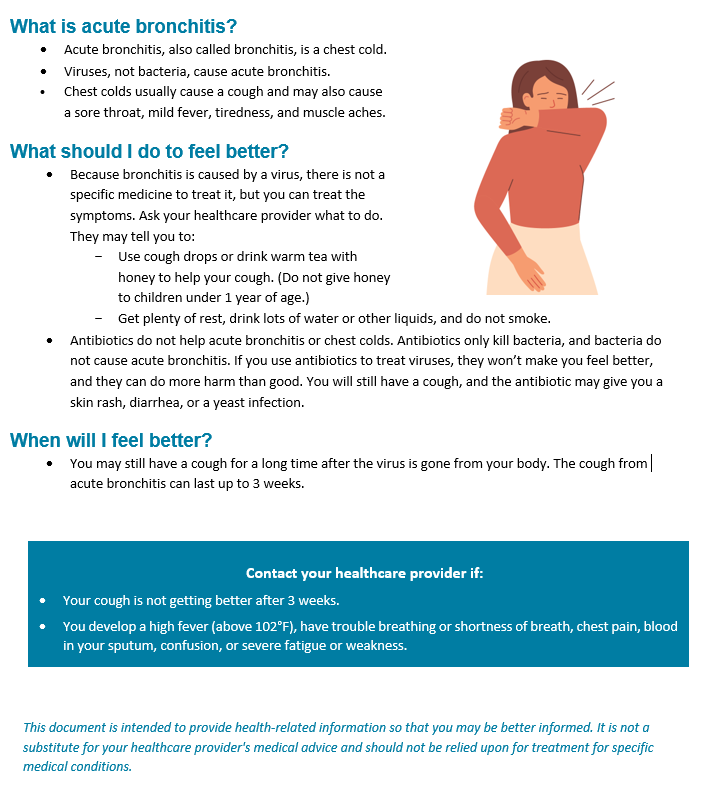 What is acute bronchitis?
• Acute bronchitis, also called bronchitis, is a chest cold.
• Viruses, not bacteria, cause acute bronchitis.
• Chest colds usually cause a cough and may also cause
a sore throat, mild fever, tiredness, and muscle aches.
What should I do to feel better?
• Because bronchitis is caused by a virus, there is not a
specific medicine to treat it, but you can treat the
symptoms. Ask your healthcare provider what to do.
They may tell you to:
– Use cough drops or drink warm tea with
honey to help your cough. (Do not give honey
to children under 1 year of age.)
– Get plenty of rest, drink lots of water or other liquids, and do not smoke.
• Antibiotics do not help acute bronchitis or chest colds. Antibiotics only kill bacteria, and bacteria do
not cause acute bronchitis. If you use antibiotics to treat viruses, they won’t make you feel better,
and they can do more harm than good. You will still have a cough, and the antibiotic may give you a
skin rash, diarrhea, or a yeast infection.
When will I feel better?
• You may still have a cough for a long time after the virus is gone from your body. The cough from
acute bronchitis can last up to 3 weeks.
Contact your healthcare provider if:
• Your cough is not getting better after 3 weeks.
• You develop a high fever (above 102°F), have trouble breathing or shortness of breath, chest pain, blood
in your sputum, confusion, or severe fatigue or weakness.
This document is intended to provide health-related information so that you may be better informed. It is not a
substitute for your healthcare provider's medical advice and should not be relied upon for treatment for specific
medical conditions.